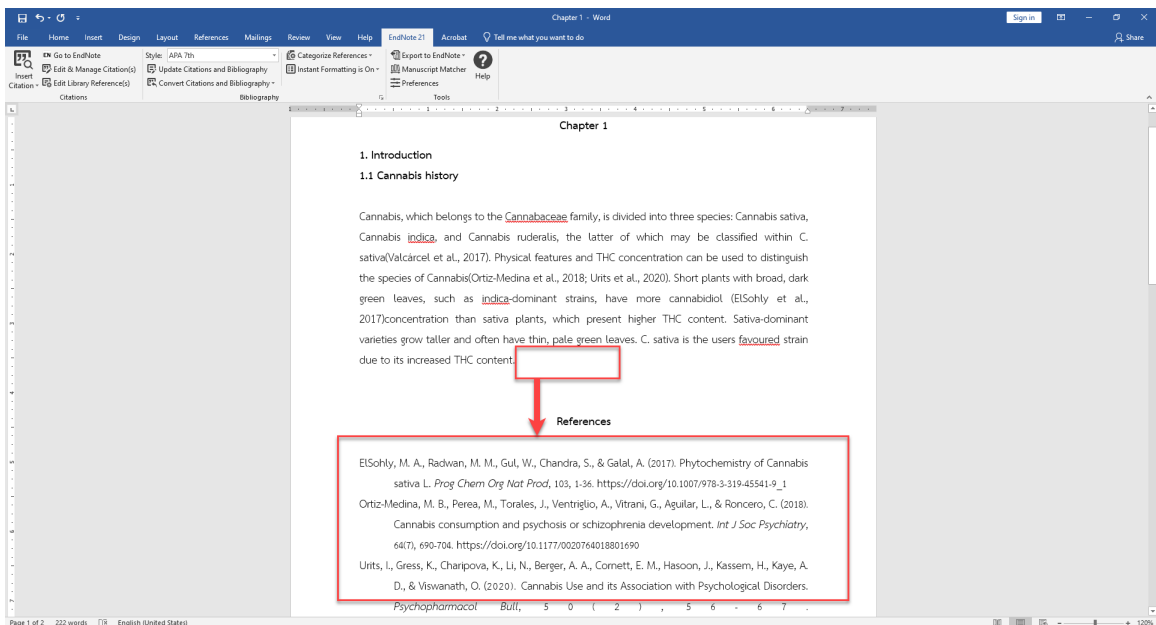 Chapter 1 - Word
Sign in
File Home Insert Design Layout References Mailings Review View Help EndNote 21 Acrobat Tell me what you want to do Share
Insert Citation
EN Go to EndNote
Edit & Manage Citation(s)
Edit Library Reference(s)
Citations
Style: APA 7th
Update Citations and Bibliography
Convert Citations and Bibliography
Categorize References
Instant Formatting is On
Bibliography
Export to EndNote
Manuscript Matcher
Preferences
Help
Tools
Chapter 1
1. Introduction
1.1 Cannabis history
Cannabis, which belongs to the Cannabaceae family, is divided into three species: Cannabis sativa,
Cannabis indica, and Cannabis ruderalis, the latter of which may be classified within C.
sativa(Valcárcel et al., 2017). Physical features and THC concentration can be used to distinguish
the species of Cannabis(Ortiz-Medina et al., 2018; Urits et al., 2020). Short plants with broad, dark
green leaves, such as indica-dominant strains, have more cannabidiol (ElSohly et al.,
2017)concentration than sativa plants, which present higher THC content. Sativa-dominant
varieties grow taller and often have thin, pale green leaves. C. sativa is the users favoured strain
due to its increased THC content.
References
ElSohly, M. A., Radwan, M. M., Gul, W., Chandra, S., & Galal, A. (2017). Phytochemistry of Cannabis
sativa L. Prog Chem Org Nat Prod, 103, 1-36. https://doi.org/10.1007/978-3-319-45541-9_1
Ortiz-Medina, M. B., Perea, M., Torales, J., Ventriglio, A., Vitrani, G., Aguilar, L., & Roncero, C. (2018).
Cannabis consumption and psychosis or schizophrenia development. Int J Soc Psychiatry,
64(7), 690-704. https://doi.org/10.1177/0020764018801690
Urits, I., Gress, K., Charipova, K., Li, N., Berger, A. A., Cornett, E. M., Hasoon, J., Kassem, H., Kaye, A.
D., & Viswanath, O. (2020). Cannabis Use and its Association with Psychological Disorders.
Psychopharmacol Bull, 50(2), 56-67.
Page 1 of 2 222 words English (United States) 120%